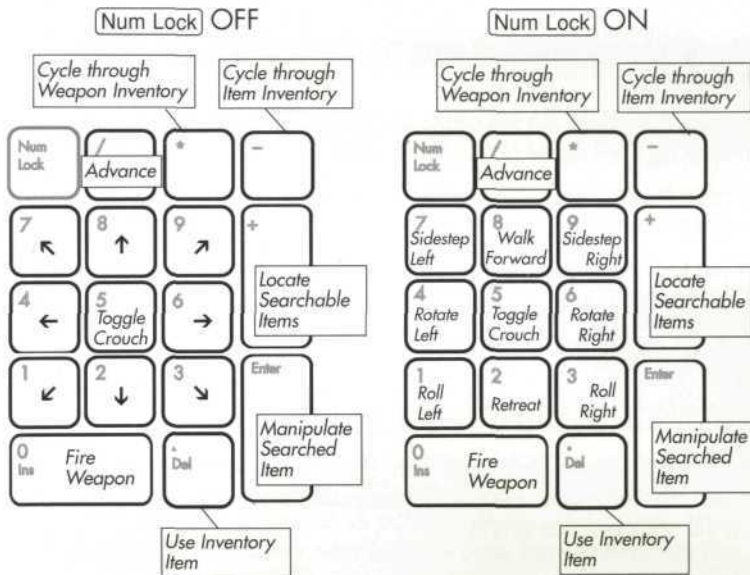 Num Lock OFF
Cycle through
Weapon Inventory
Cycle through
Item Inventory
Num
Lock
/
Advance
*
-
7
↖
8
↑
9
↗
+
Locate
Searchable
Items
4
←
5
Toggle
Crouch
6
→
1
↙
2
↓
3
↘
Enter
Manipulate
Searched
Item
0
Ins
Fire
Weapon
.
Del
Use Inventory
Item
Num Lock ON
Cycle through
Weapon Inventory
Cycle through
Item Inventory
Num
Lock
/
Advance
*
-
7
Sidestep
Left
8
Walk
Forward
9
Sidestep
Right
+
Locate
Searchable
Items
4
Rotate
Left
5
Toggle
Crouch
6
Rotate
Right
1
Roll
Left
2
Retreat
3
Roll
Right
Enter
Manipulate
Searched
Item
0
Ins
Fire
Weapon
.
Del
Use Inventory
Item